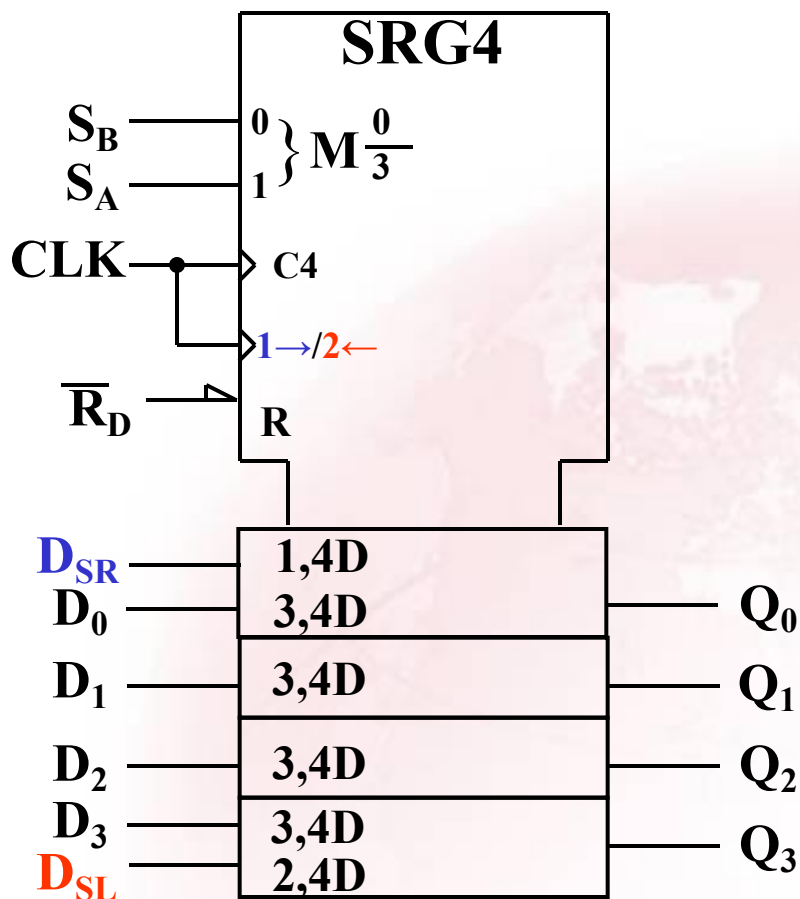 SRG4
S_B 0 } M 0/3
S_A 1
CLK C4
1→/2←
R̅_D R
D_SR 1,4D
D_0 3,4D Q_0
D_1 3,4D Q_1
D_2 3,4D Q_2
D_3 3,4D Q_3
D_SL 2,4D